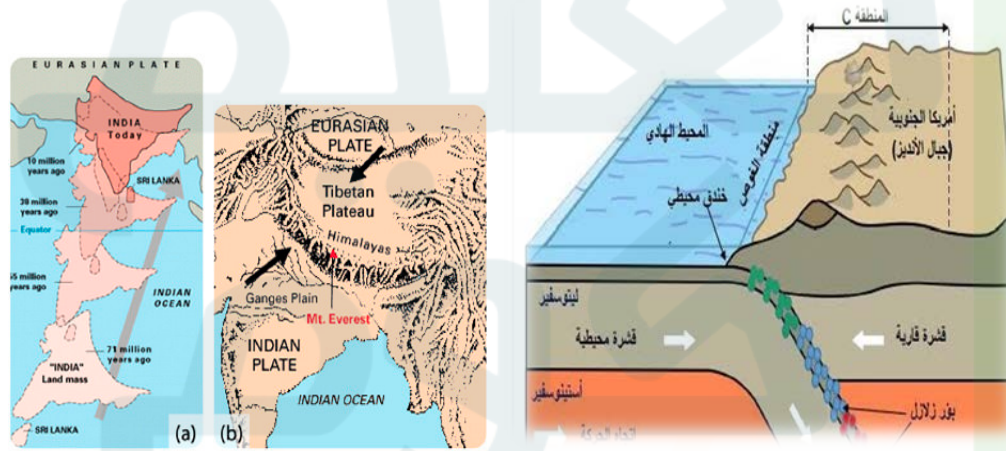 EURASIAN PLATE
INDIA
Today
10 million
years ago
SRI LANKA
38 million
years ago
Equator
55 million
years ago
INDIAN
OCEAN
71 million
years ago
"INDIA"
Land mass
SRI LANKA
(a)
(b)
EURASIAN
PLATE
Tibetan
Plateau
Himalayas
Ganges Plain
Mt. Everest
INDIAN
PLATE
INDIAN OCEAN
المنطقة C
المحيط الهادي
منطقة الغوص
أمريكا الجنوبية
(جبال الأنديز)
خندق محيطي
ليتوسفير
قشرة محيطية
قشرة قارية
أستينوسفير
بؤر زلازل
اتجاه الحركة